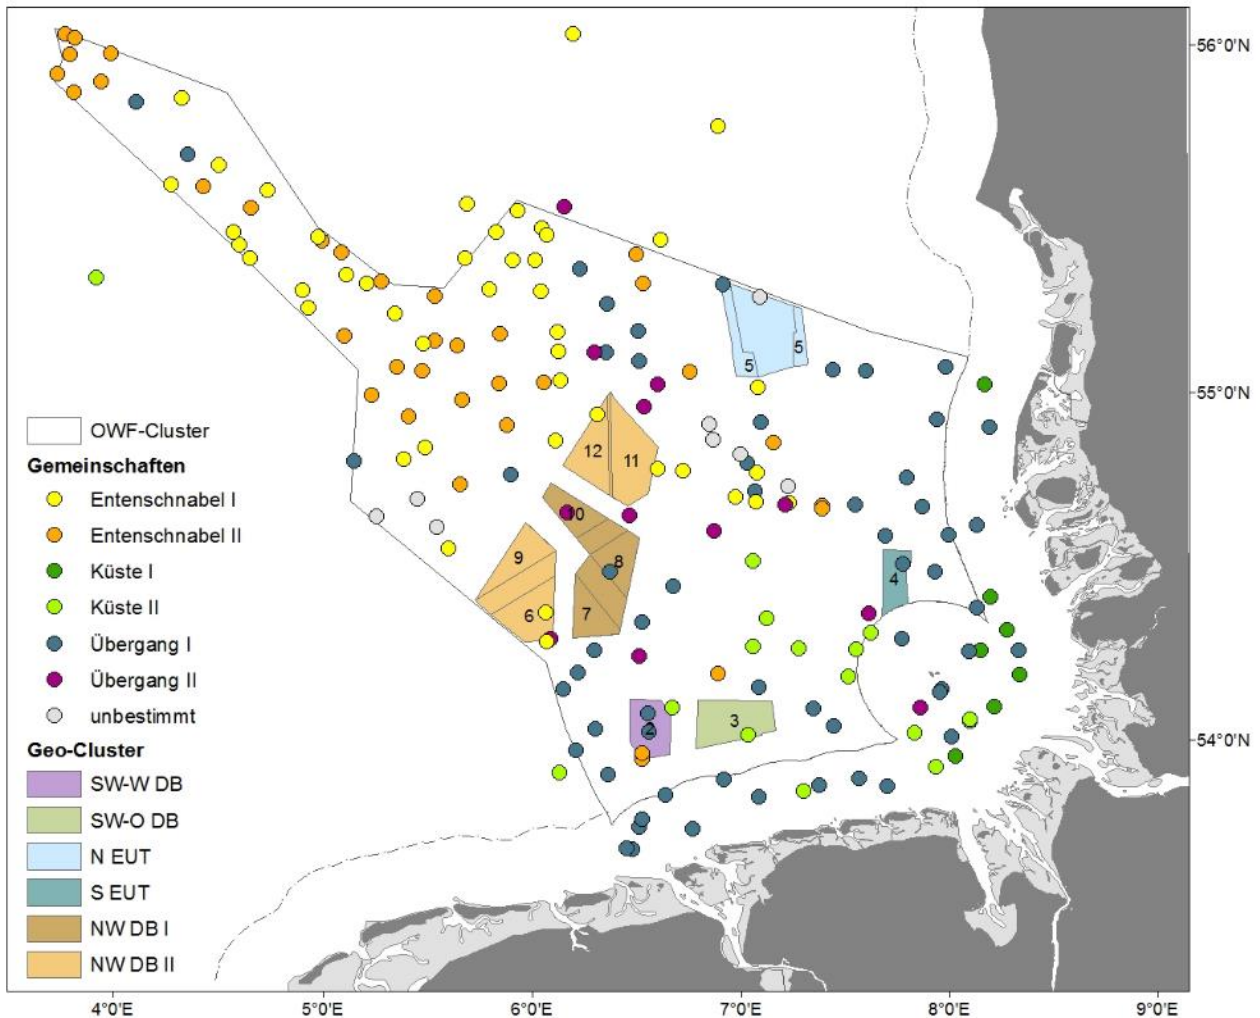 56°0'N
5
5
55°0'N
OWF-Cluster
Gemeinschaften
12
11
Entenschnabel I
Entenschnabel II
10
9
8
4
Küste I
Küste II
6
7
Übergang I
Übergang II
unbestimmt
2
3
54°0'N
Geo-Cluster
SW-W DB
SW-O DB
N EUT
S EUT
NW DB I
NW DB II
4°0'E
5°0'E
6°0'E
7°0'E
8°0'E
9°0'E